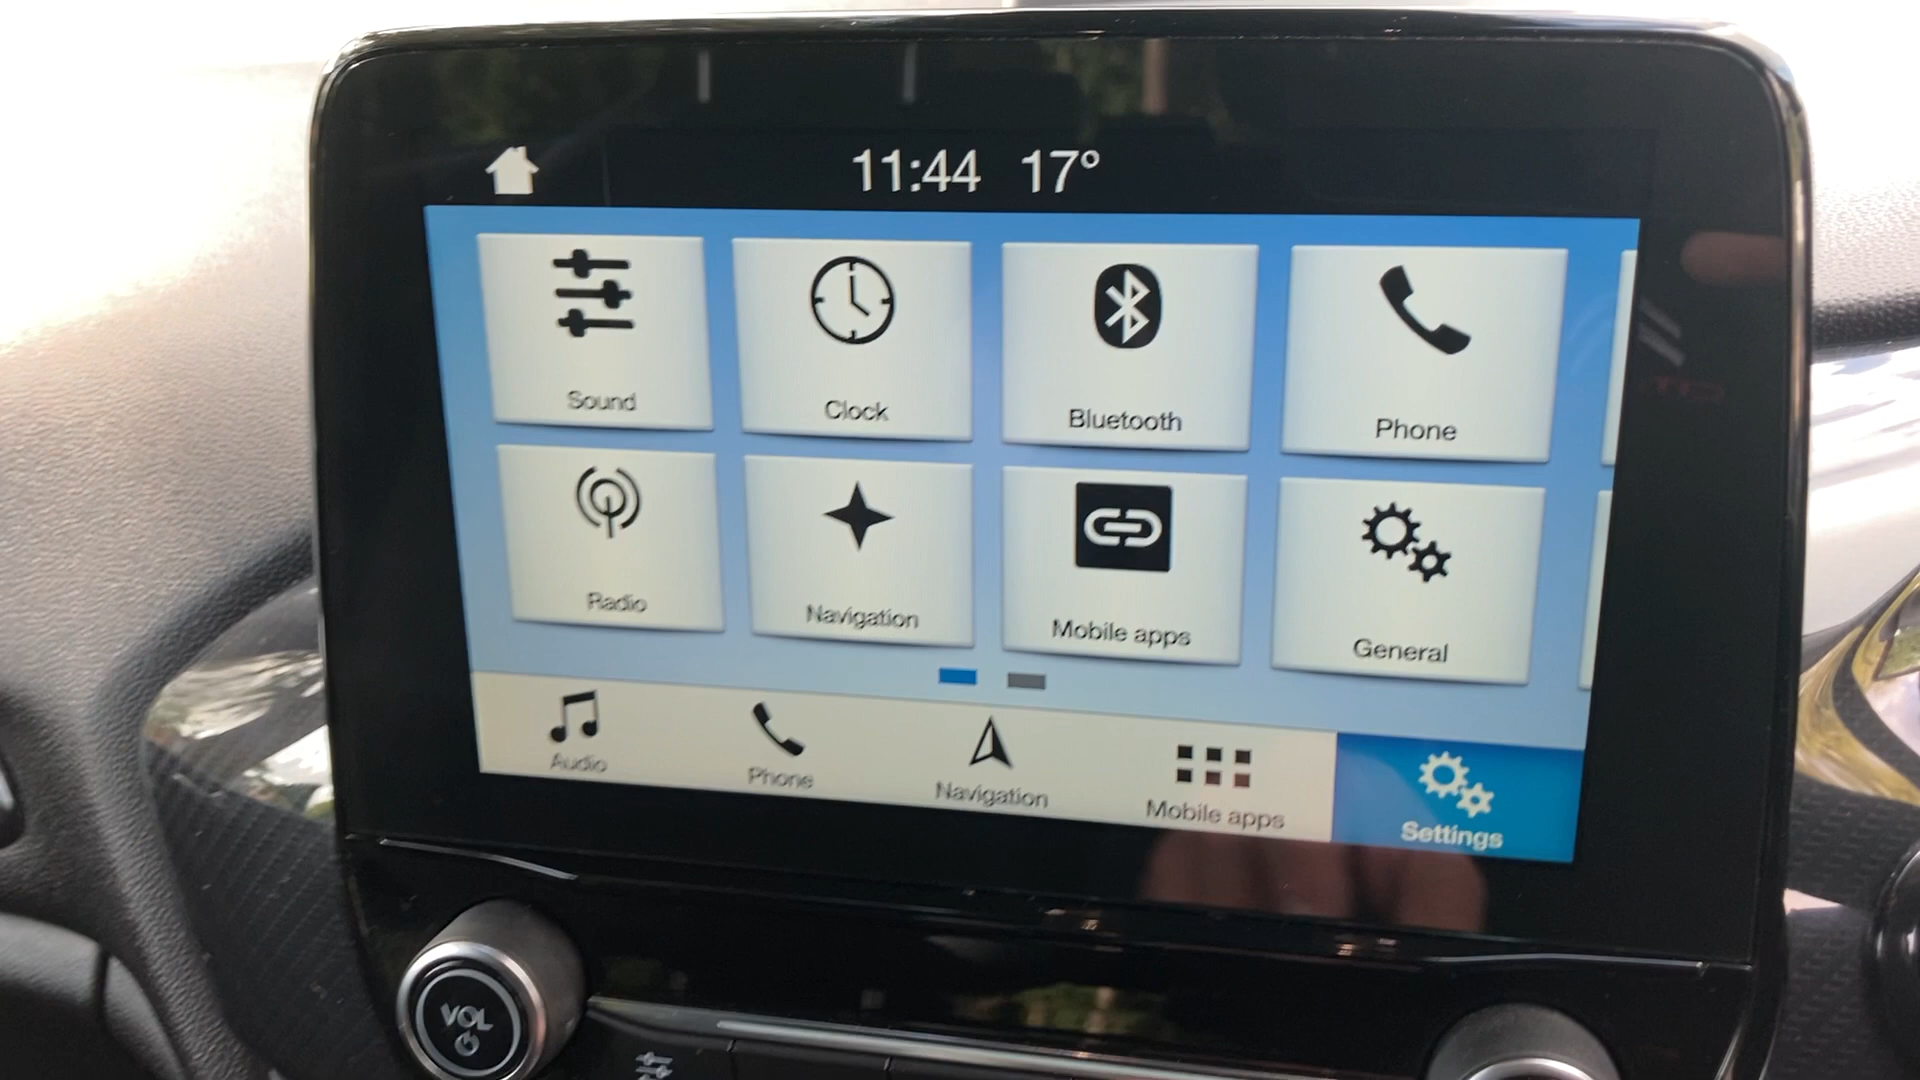 11:44 17°
Sound
Clock
Bluetooth
Phone
Radio
Navigation
Mobile apps
General
Audio
Phone
Navigation
Mobile apps
Settings
VOL